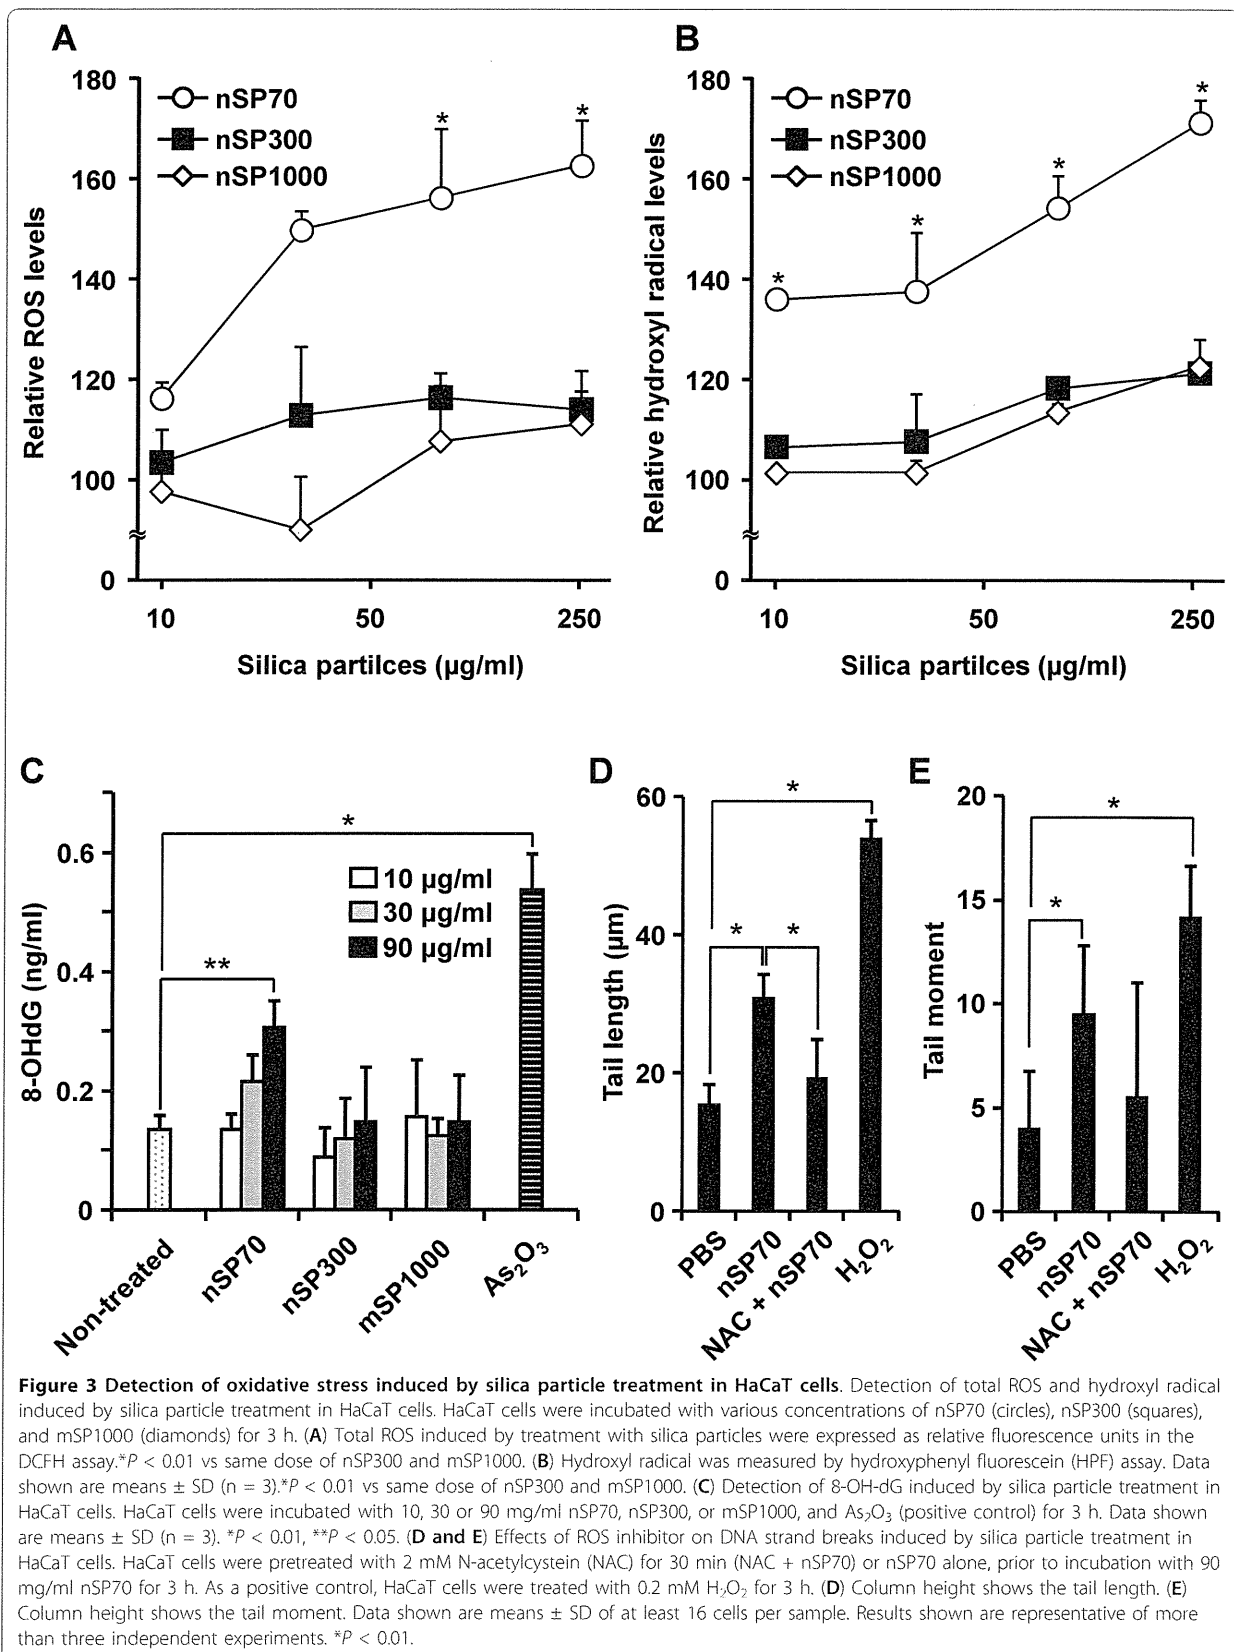 A
180
160
140
120
100
0
Relative ROS levels
nSP70
nSP300
nSP1000
*
*
10
50
250
Silica partilces (µg/ml)
B
180
160
140
120
100
0
Relative hydroxyl radical levels
nSP70
nSP300
nSP1000
*
*
*
*
10
50
250
Silica partilces (µg/ml)
C
0.6
0.4
0.2
0
8-OHdG (ng/ml)
*
**
10 µg/ml
30 µg/ml
90 µg/ml
Non-treated
nSP70
nSP300
mSP1000
As₂O₃
D
60
40
20
0
Tail length (µm)
*
*
*
PBS
nSP70
NAC + nSP70
H₂O₂
E
20
15
10
5
0
Tail moment
*
*
PBS
nSP70
NAC + nSP70
H₂O₂
Figure 3 Detection of oxidative stress induced by silica particle treatment in HaCaT cells. Detection of total ROS and hydroxyl radical
induced by silica particle treatment in HaCaT cells. HaCaT cells were incubated with various concentrations of nSP70 (circles), nSP300 (squares),
and mSP1000 (diamonds) for 3 h. (A) Total ROS induced by treatment with silica particles were expressed as relative fluorescence units in the
DCFH assay.*P < 0.01 vs same dose of nSP300 and mSP1000. (B) Hydroxyl radical was measured by hydroxyphenyl fluorescein (HPF) assay. Data
shown are means ± SD (n = 3).*P < 0.01 vs same dose of nSP300 and mSP1000. (C) Detection of 8-OH-dG induced by silica particle treatment in
HaCaT cells. HaCaT cells were incubated with 10, 30 or 90 mg/ml nSP70, nSP300, or mSP1000, and As₂O₃ (positive control) for 3 h. Data shown
are means ± SD (n = 3). *P < 0.01, **P < 0.05. (D and E) Effects of ROS inhibitor on DNA strand breaks induced by silica particle treatment in
HaCaT cells. HaCaT cells were pretreated with 2 mM N-acetylcystein (NAC) for 30 min (NAC + nSP70) or nSP70 alone, prior to incubation with 90
mg/ml nSP70 for 3 h. As a positive control, HaCaT cells were treated with 0.2 mM H₂O₂ for 3 h. (D) Column height shows the tail length. (E)
Column height shows the tail moment. Data shown are means ± SD of at least 16 cells per sample. Results shown are representative of more
than three independent experiments. *P < 0.01.